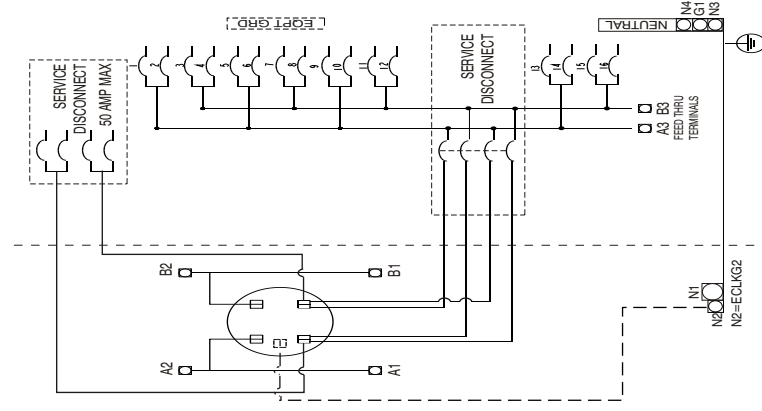 EQPT GRD
NEUTRAL
N4
G1
N3
SERVICE
DISCONNECT
50 AMP MAX
1
2
3
4
5
6
7
8
9
10
11
12
SERVICE
DISCONNECT
13
14
15
16
B3
A3
FEED THRU
TERMINALS
B2
B1
A2
A1
N1
N2
N2=ECLKG2